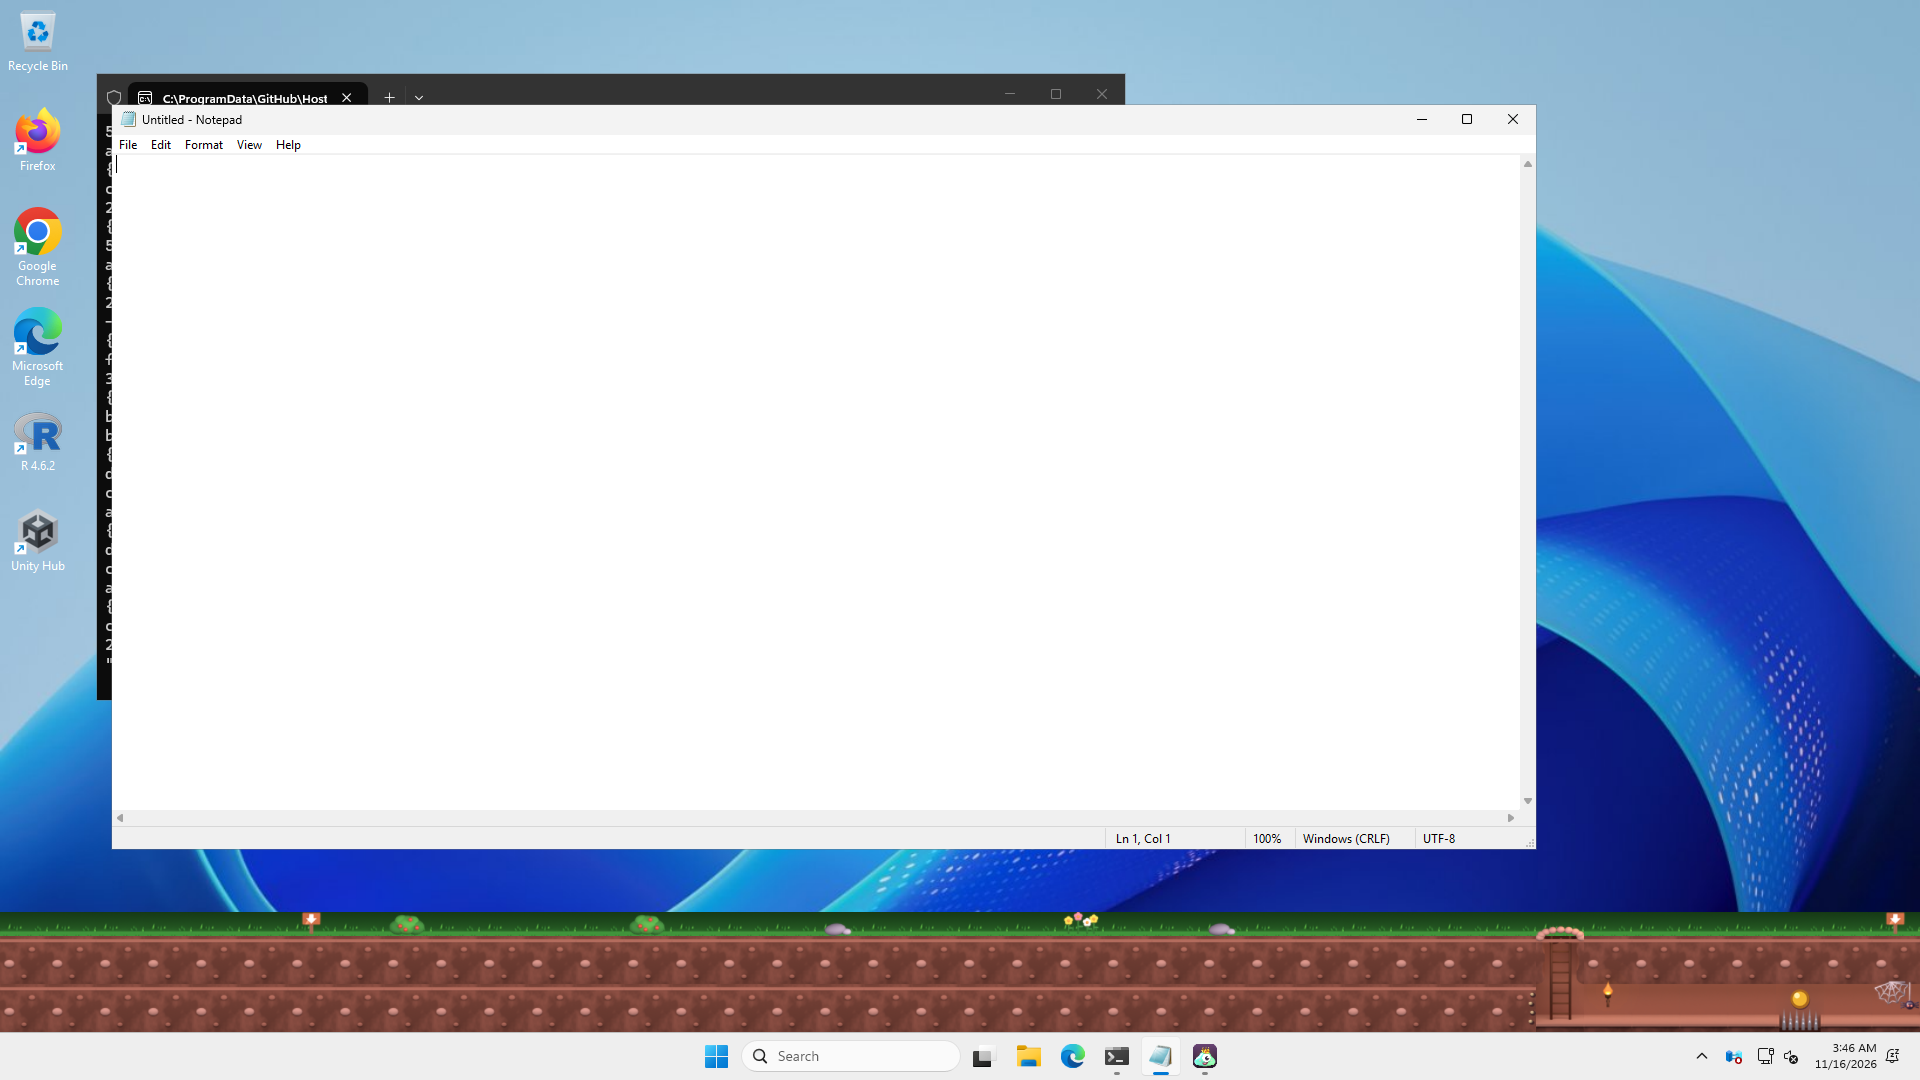 Recycle Bin
Firefox
Google
Chrome
Microsoft
Edge
R 4.6.2
Unity Hub
C:\ProgramData\GitHub\Host
Untitled - Notepad
File Edit Format View Help
Ln 1, Col 1
100%
Windows (CRLF)
UTF-8
Search
3:46 AM
11/16/2026